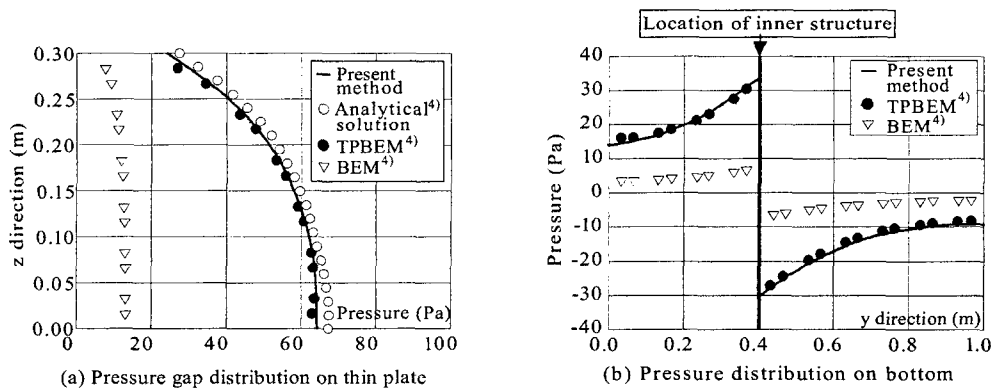 Location of inner structure
0.30
0.25
0.20
0.15
0.10
0.05
0.00
z direction (m)
Present
method
Analytical4)
solution
TPBEM4)
BEM4)
Pressure (Pa)
0 20 40 60 80 100
(a) Pressure gap distribution on thin plate
40
30
20
10
0
-10
-20
-30
-40
Pressure (Pa)
Present
method
TPBEM4)
BEM4)
y direction (m)
0.0 0.2 0.4 0.6 0.8 1.0
(b) Pressure distribution on bottom